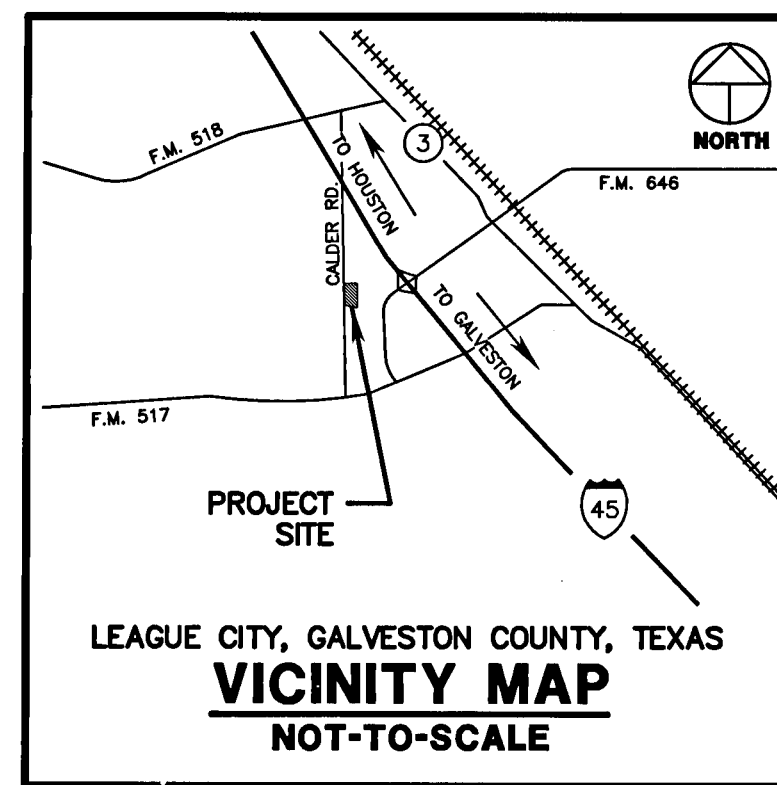 NORTH
F.M. 518
3
TO HOUSTON
F.M. 646
CALDER RD.
TO GALVESTON
F.M. 517
PROJECT
SITE
45
LEAGUE CITY, GALVESTON COUNTY, TEXAS
VICINITY MAP
NOT-TO-SCALE